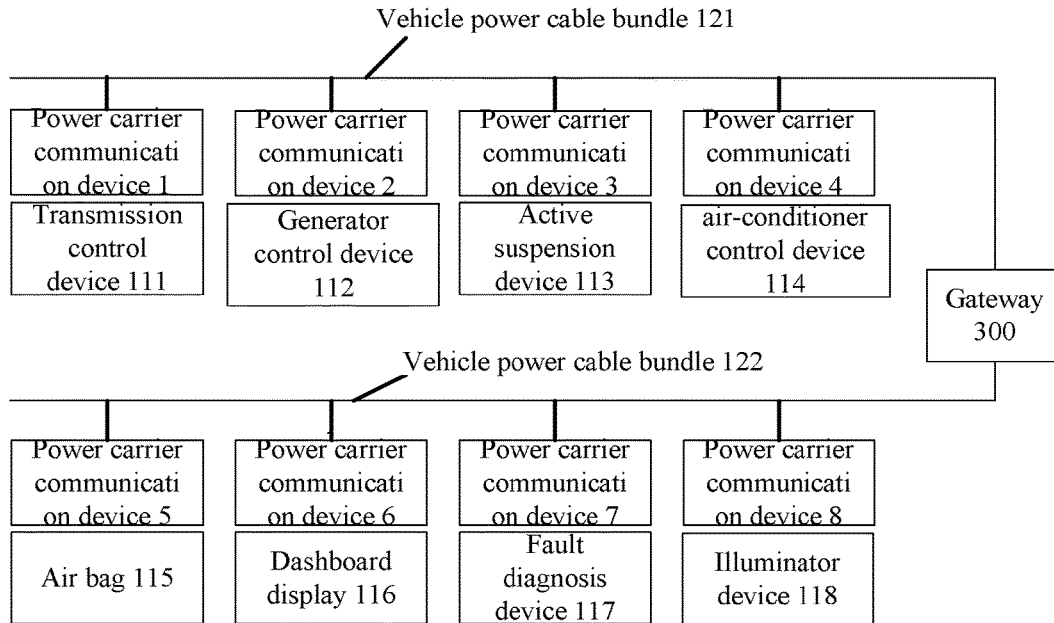 Vehicle power cable bundle 121
Power carrier
communicati
on device 1
Power carrier
communicati
on device 2
Power carrier
communicati
on device 3
Power carrier
communicati
on device 4
Transmission
control
device 111
Generator
control device
112
Active
suspension
device 113
air-conditioner
control device
114
Gateway
300
Vehicle power cable bundle 122
Power carrier
communicati
on device 5
Power carrier
communicati
on device 6
Power carrier
communicati
on device 7
Power carrier
communicati
on device 8
Air bag 115
Dashboard
display 116
Fault
diagnosis
device 117
Illuminator
device 118